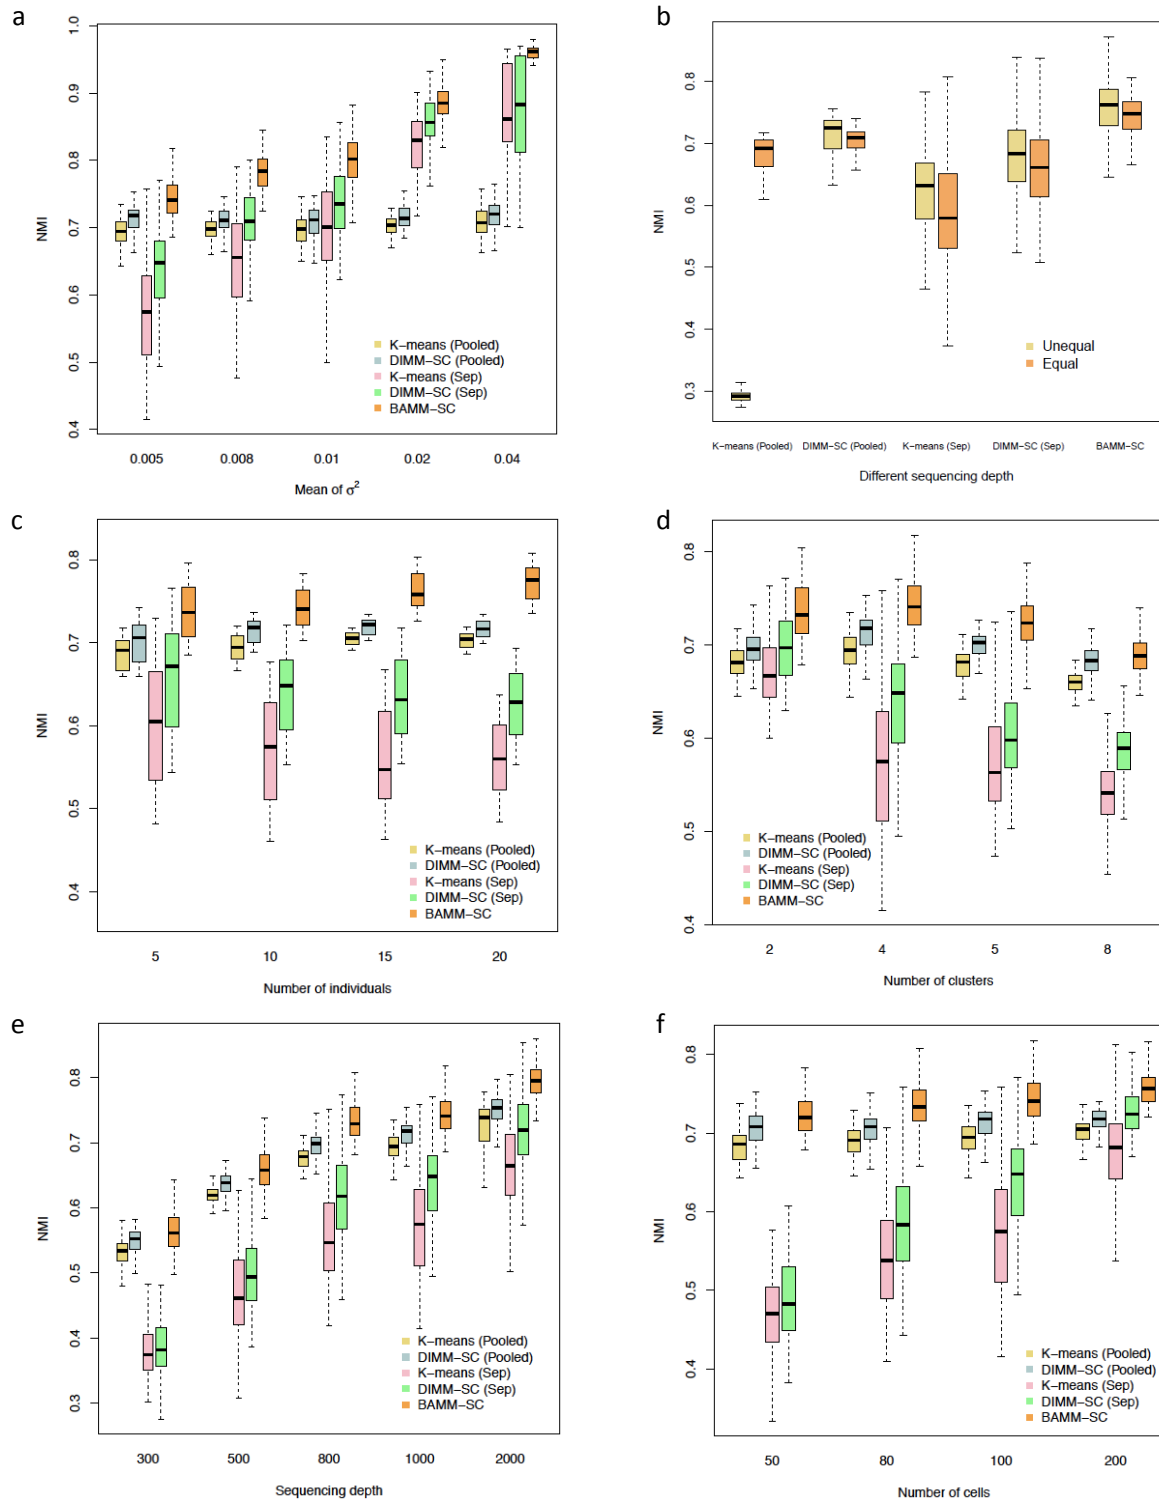 a
1.0
0.9
0.8
0.7
0.6
0.5
0.4
NMI
K−means (Pooled)
DIMM−SC (Pooled)
K−means (Sep)
DIMM−SC (Sep)
BAMM−SC
0.005 0.008 0.01 0.02 0.04
Mean of σ²
b
0.8
0.7
0.6
0.5
0.4
0.3
NMI
Unequal
Equal
K−means (Pooled) DIMM−SC (Pooled) K−means (Sep) DIMM−SC (Sep) BAMM−SC
Different sequencing depth
c
0.8
0.7
0.6
0.5
0.4
NMI
K−means (Pooled)
DIMM−SC (Pooled)
K−means (Sep)
DIMM−SC (Sep)
BAMM−SC
5 10 15 20
Number of individuals
d
0.8
0.7
0.6
0.5
0.4
NMI
K−means (Pooled)
DIMM−SC (Pooled)
K−means (Sep)
DIMM−SC (Sep)
BAMM−SC
2 4 5 8
Number of clusters
e
0.8
0.7
0.6
0.5
0.4
0.3
NMI
K−means (Pooled)
DIMM−SC (Pooled)
K−means (Sep)
DIMM−SC (Sep)
BAMM−SC
300 500 800 1000 2000
Sequencing depth
f
0.8
0.7
0.6
0.5
0.4
NMI
K−means (Pooled)
DIMM−SC (Pooled)
K−means (Sep)
DIMM−SC (Sep)
BAMM−SC
50 80 100 200
Number of cells